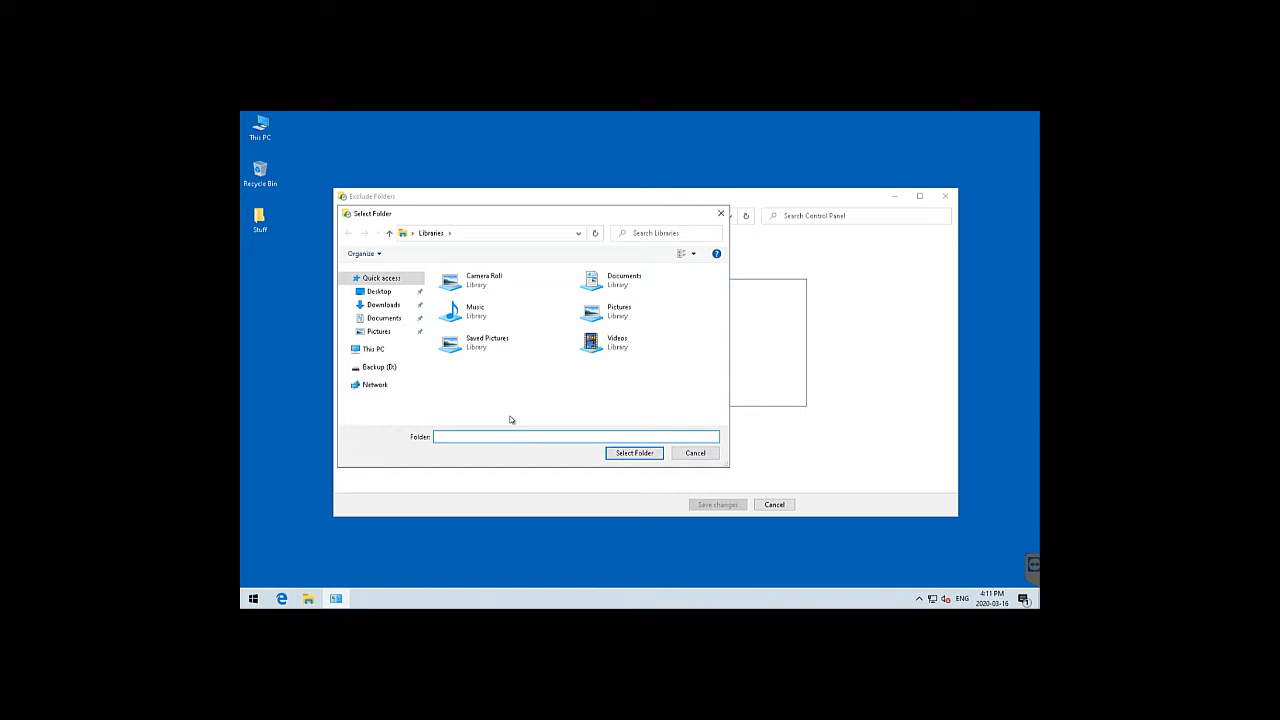 This PC
Recycle Bin
Stuff
Exclude Folders
Search Control Panel
Select Folder
Libraries
Search Libraries
Organize
Quick access
Desktop
Downloads
Documents
Pictures
This PC
Backup (D:)
Network
Camera Roll
Library
Documents
Library
Music
Library
Pictures
Library
Saved Pictures
Library
Videos
Library
Folder:
Select Folder
Cancel
Save changes
Cancel
ENG
4:11 PM
2020-03-16
1